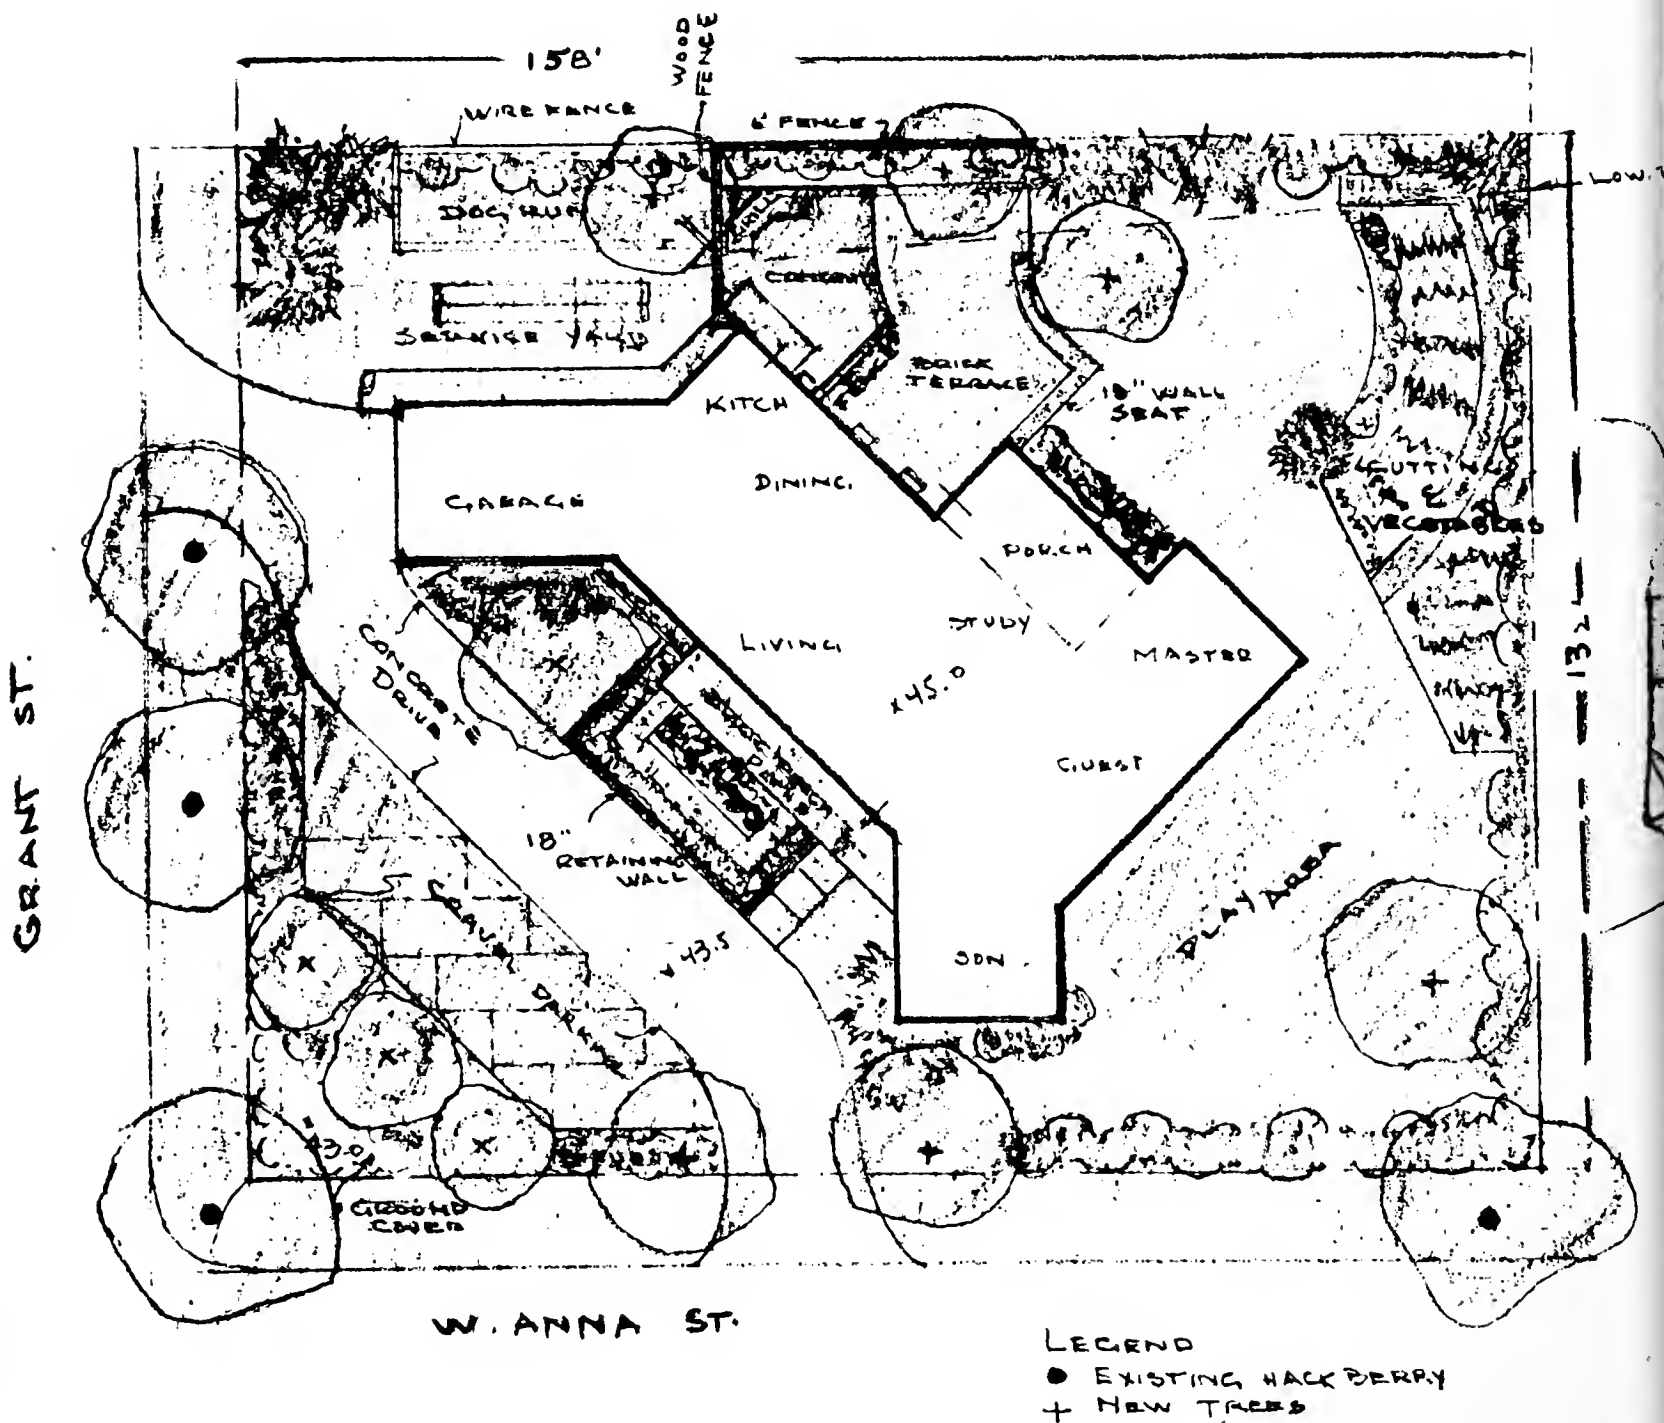 158'
WOOD
FENCE
WIRE FENCE
6' FENCE
LOW
DOG RUN
GRILL
SERVICE YARD
BRICK
TERRACE
18" WALL
SEAT
KITCH
DINING
GARAGE
CUTTING
&
VEGETABLES
PORCH
STUDY
LIVING
MASTER
132
CONCRETE
DRIVE
x 45.0
GUEST
GRANT ST.
18"
RETAINING
WALL
PLAY AREA
GRAVEL
PARKING
x 43.5
SON
43.0
GROUND
COVER
W. ANNA ST.
LEGEND
● EXISTING HACKBERRY
+ NEW TREES